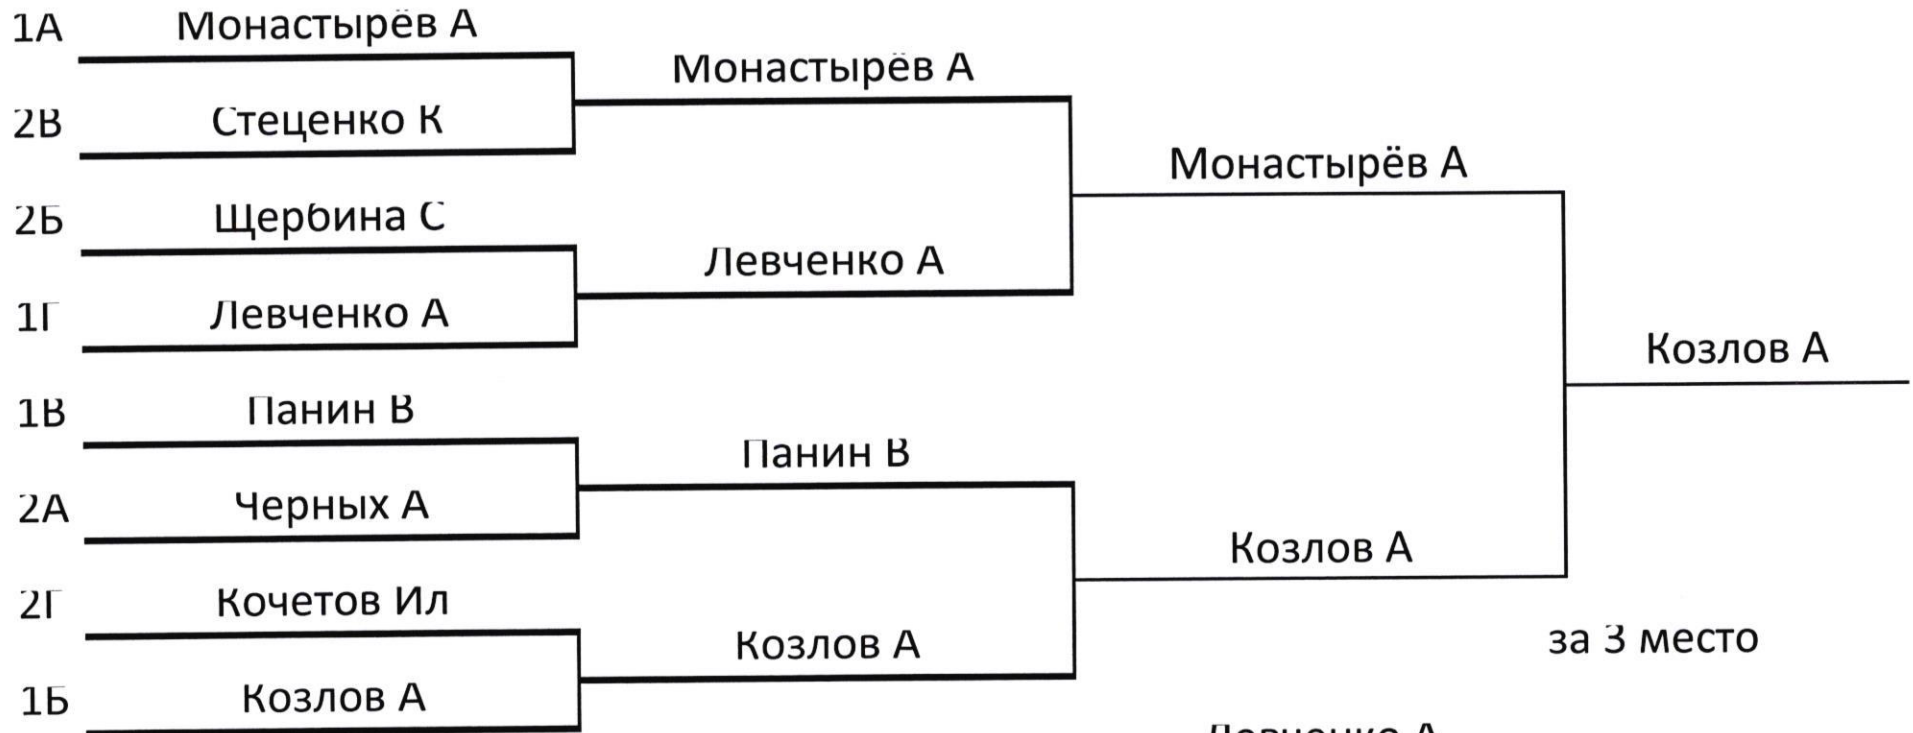 1А Монастырёв А
Монастырёв А
2В Стеценко К
Монастырёв А
2Б Щербина С
Левченко А
1Г Левченко А
Козлов А
1В Панин В
Панин В
2А Черных А
Козлов А
2Г Кочетов Ил
за 3 место
Козлов А
1Б Козлов А
Левченко А